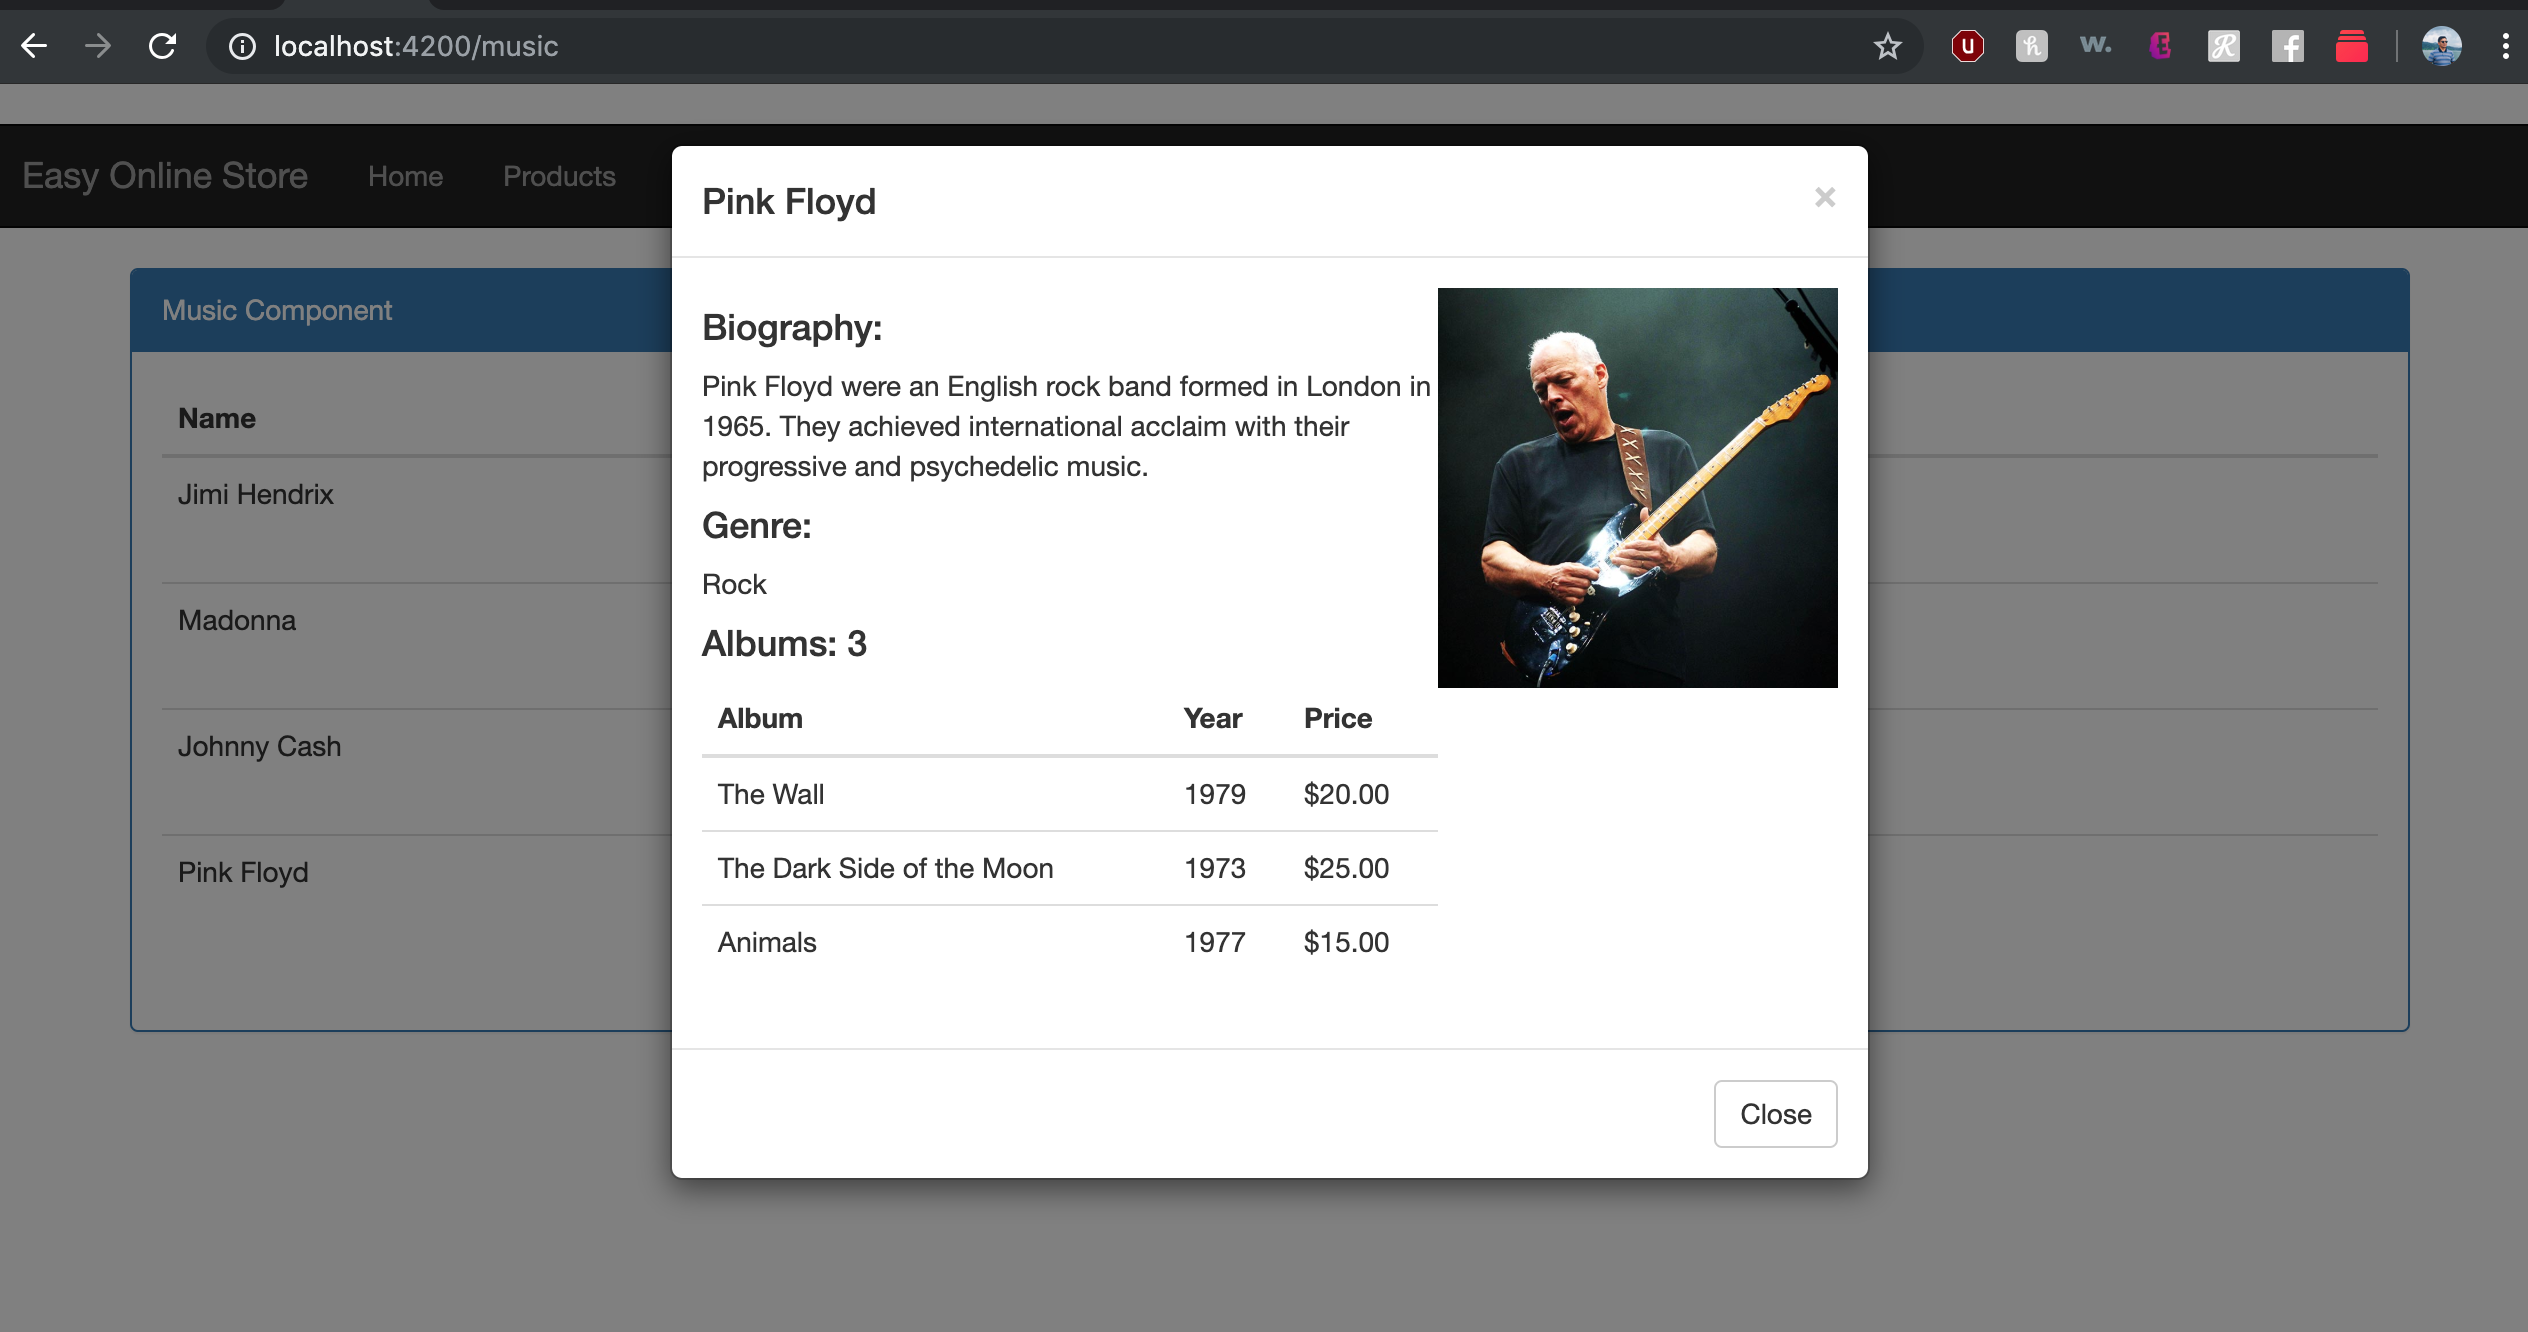 localhost:4200/music
Easy Online Store Home Products
Music Component
Name
Jimi Hendrix
Madonna
Johnny Cash
Pink Floyd
Pink Floyd ×
Biography:
Pink Floyd were an English rock band formed in London in
1965. They achieved international acclaim with their
progressive and psychedelic music.
Genre:
Rock
Albums: 3
Album Year Price
The Wall 1979 $20.00
The Dark Side of the Moon 1973 $25.00
Animals 1977 $15.00
Close